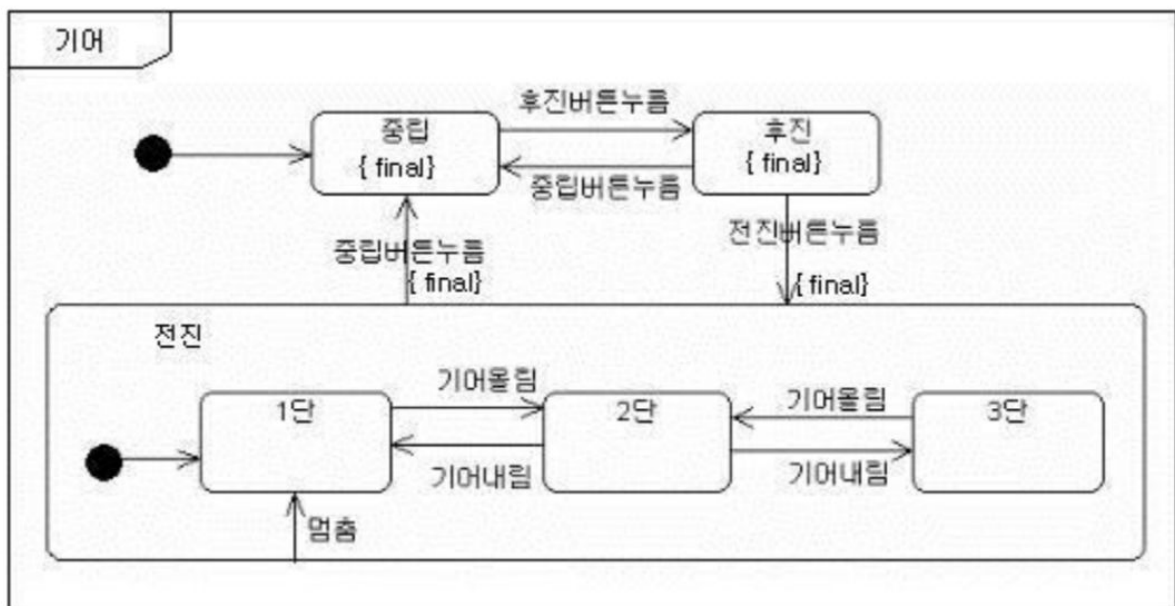 기어
후진버튼누름
중립
{ final}
후진
{ final}
중립버튼누름
중립버튼누름
{ final}
전진버튼누름
{ final}
전진
기어올림
1단
2단
기어올림
3단
기어내림
기어내림
멈춤